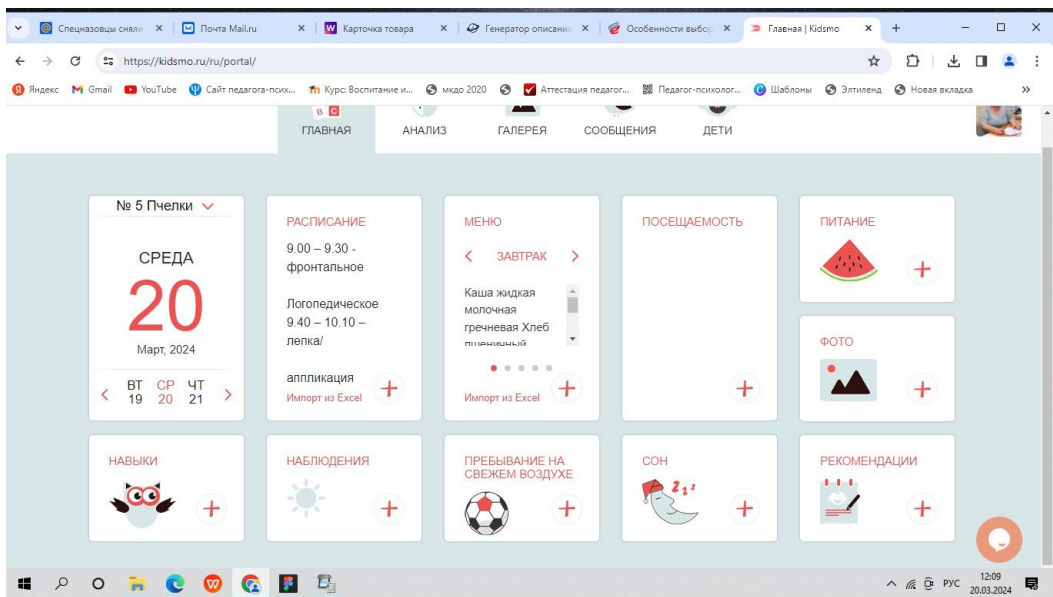 Спецназовцы сняли
Почта Mail.ru
Карточка товара
Генератор описани
Особенности выбор
Главная | Kidsmo
https://kidsmo.ru/ru/portal/
Яндекс
Gmail
YouTube
Сайт педагога-псих...
Курс: Воспитание и...
мкдо 2020
Аттестация педагог...
Педагог-психолог...
Шаблоны
Элтиленд
Новая вкладка
ГЛАВНАЯ
АНАЛИЗ
ГАЛЕРЕЯ
СООБЩЕНИЯ
ДЕТИ
№ 5 Пчелки
СРЕДА
20
Март, 2024
ВТ СР ЧТ
19 20 21
РАСПИСАНИЕ
9.00 – 9.30 -
фронтальное
Логопедическое
9.40 – 10.10 –
лепка/
аппликация
Импорт из Excel
МЕНЮ
ЗАВТРАК
Каша жидкая
молочная
гречневая Хлеб
пшеничный
Импорт из Excel
ПОСЕЩАЕМОСТЬ
ПИТАНИЕ
ФОТО
НАВЫКИ
НАБЛЮДЕНИЯ
ПРЕБЫВАНИЕ НА
СВЕЖЕМ ВОЗДУХЕ
СОН
РЕКОМЕНДАЦИИ
РУС
12:09
20.03.2024